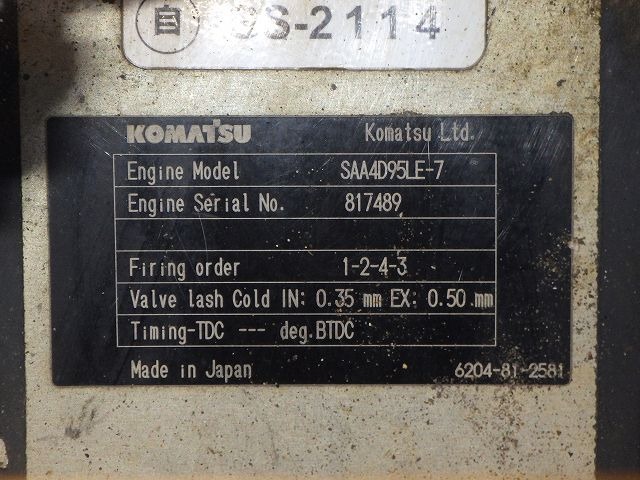 自 S-2114
KOMATSU Komatsu Ltd.
Engine Model SAA4D95LE-7
Engine Serial No. 817489
Firing order 1-2-4-3
Valve lash Cold IN: 0.35 mm EX: 0.50 mm
Timing-TDC --- deg.BTDC
Made in Japan 6204-81-2581